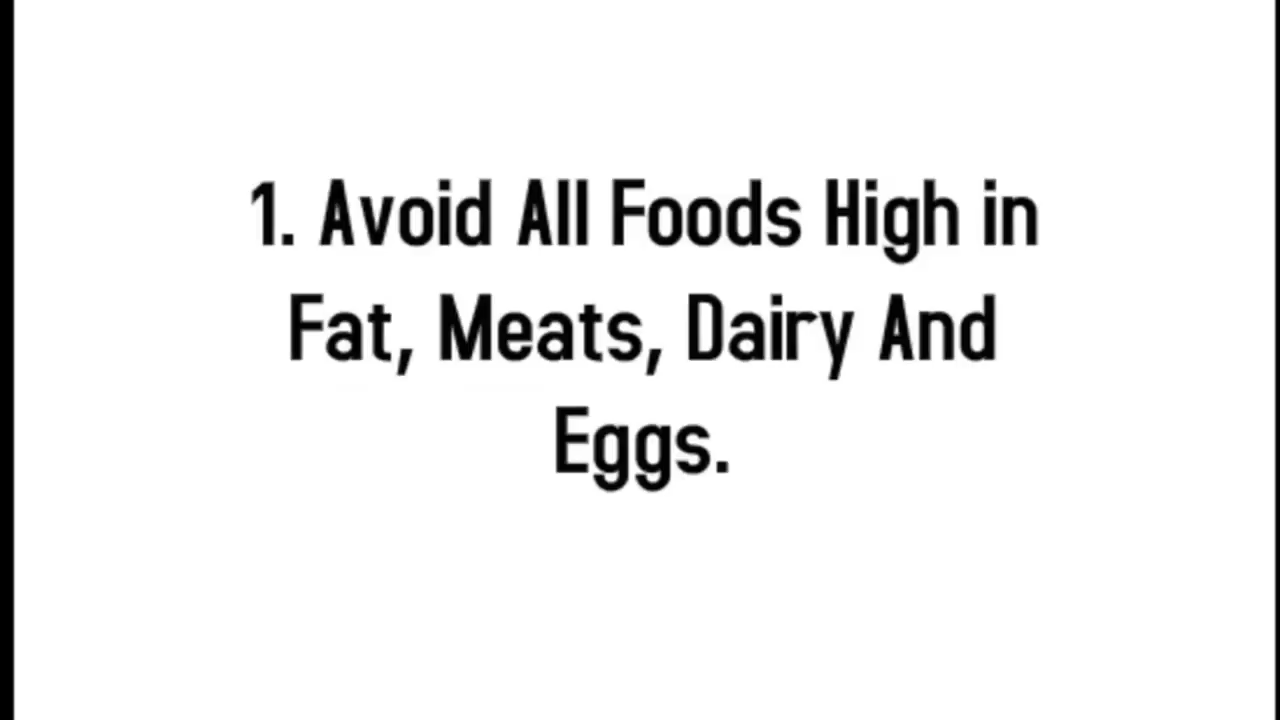 1. Avoid All Foods High in
Fat, Meats, Dairy And
Eggs.